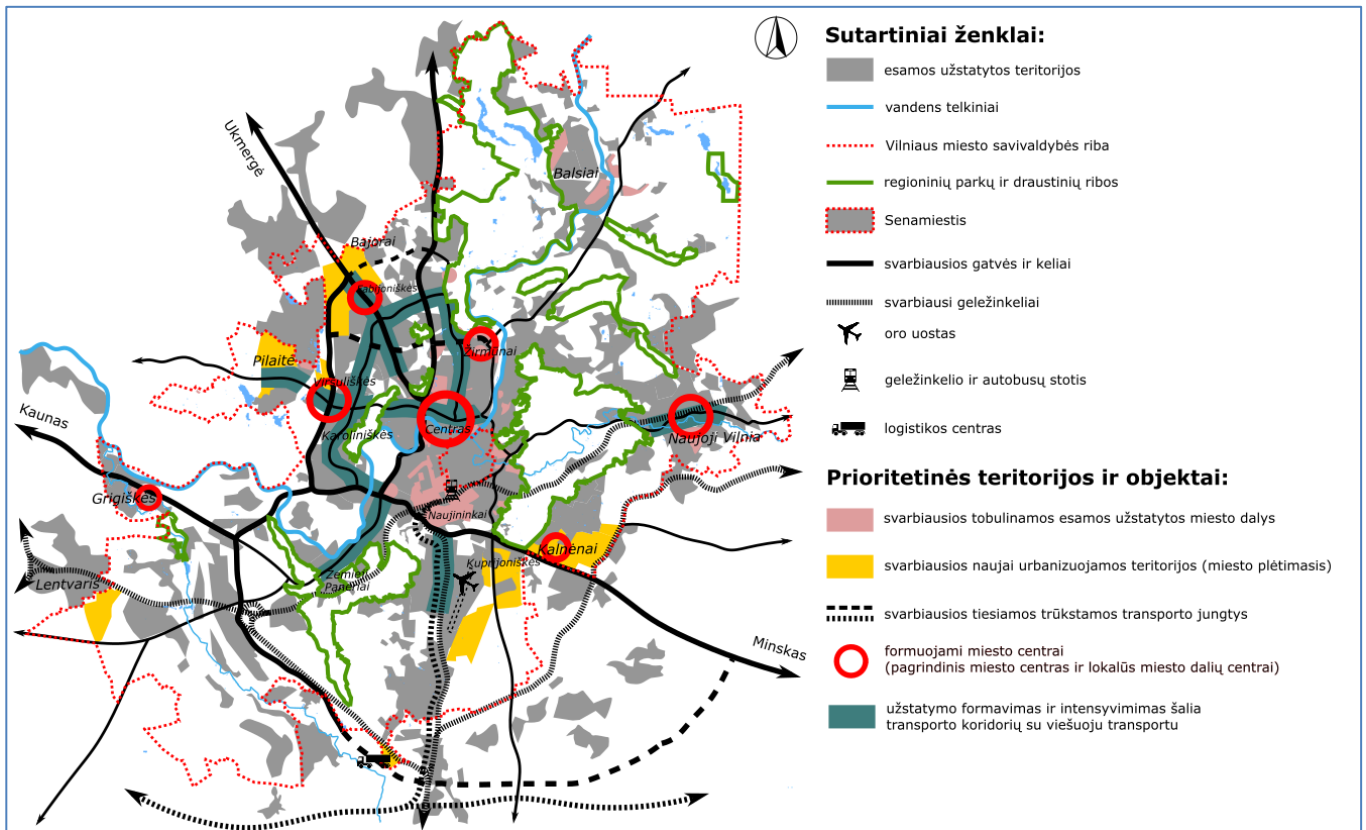 Sutartiniai ženklai:
esamos užstatytos teritorijos
vandens telkiniai
Vilniaus miesto savivaldybės riba
regioninių parkų ir draustinių ribos
Senamiestis
svarbiausios gatvės ir keliai
svarbiausi geležinkeliai
oro uostas
geležinkelio ir autobusų stotis
logistikos centras
Prioritetinės teritorijos ir objektai:
svarbiausios tobulinamos esamos užstatytos miesto dalys
svarbiausios naujai urbanizuojamos teritorijos (miesto plėtimasis)
svarbiausios tiesiamos trūkstamos transporto jungtys
formuojami miesto centrai
(pagrindinis miesto centras ir lokalūs miesto dalių centrai)
užstatymo formavimas ir intensyvimimas šalia
transporto koridorių su viešuoju transportu
Ukmergė
Balsiai
Bajorai
Žirmūnai
Pilaitė
Viršuliškės
Kaunas
Karoliniškės
Centras
Naujoji Vilnia
Grigiškės
Naujininkai
Kalnėnai
Kuprijoniškės
Lentvaris
Žemieji
Paneriai
Minskas